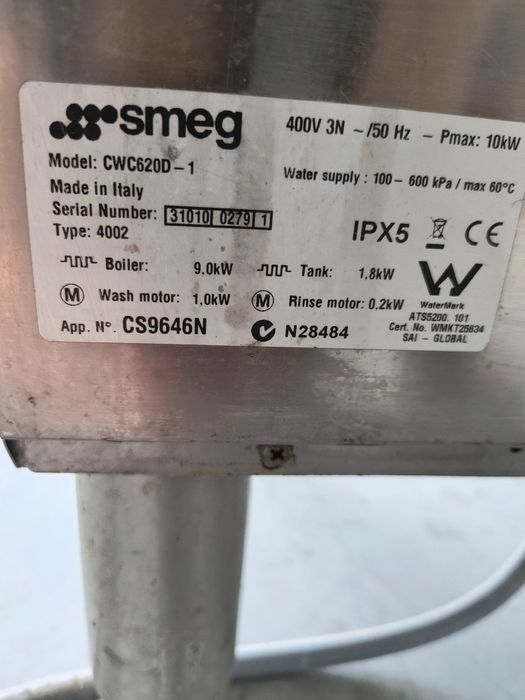 smeg
400V 3N ~/50 Hz - Pmax: 10kW
Model: CWC620D-1
Made in Italy
Water supply : 100- 600 kPa / max 60°C
Serial Number: 31010 0279 1
Type: 4002
IPX5 CE
Boiler: 9,0kW Tank: 1,8kW
M Wash motor: 1,0kW M Rinse motor: 0.2kW
W
WaterMark
ATS5200. 101
Cert. No. WMKT25634
SAI - GLOBAL
App. N°. CS9646N N28484